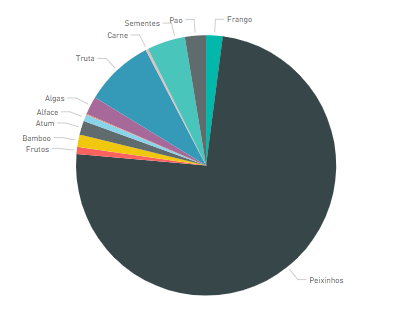 Frango
Peixinhos
Frutos
Bamboo
Atum
Alface
Algas
Truta
Carne
Sementes
Pao